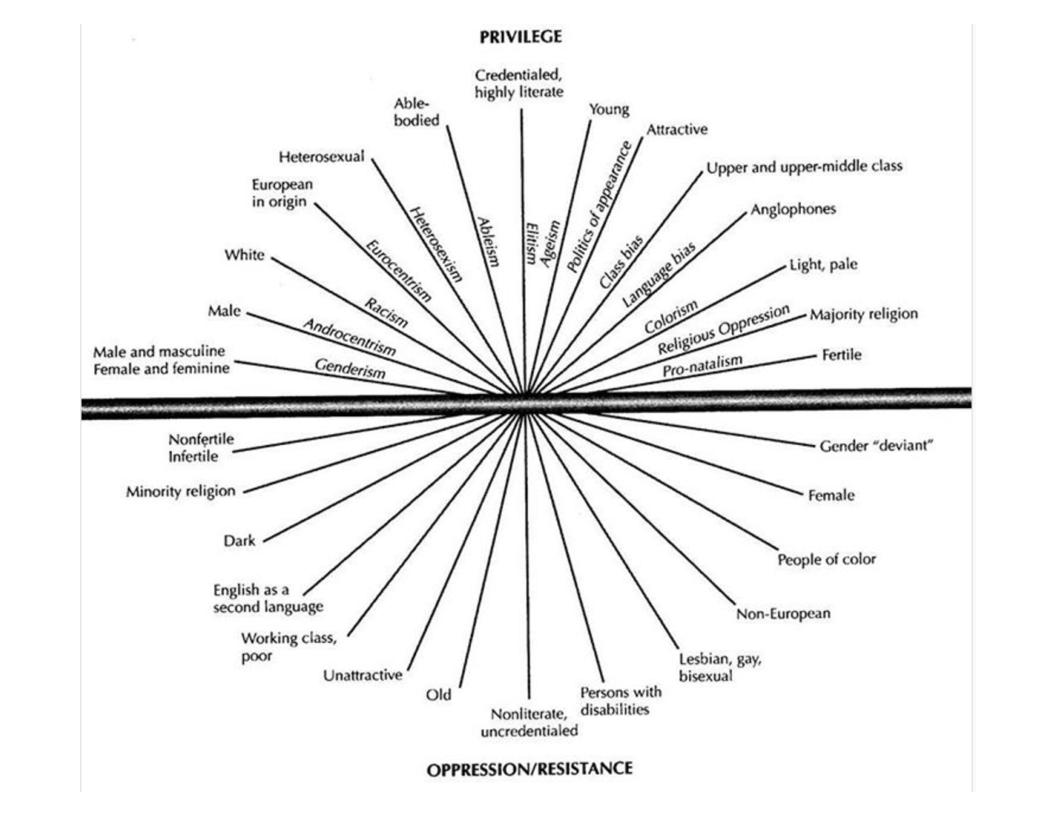 PRIVILEGE
Credentialed,
highly literate
Able-
bodied
Young
Attractive
Heterosexual
Upper and upper-middle class
European
in origin
Anglophones
White
Light, pale
Male
Majority religion
Male and masculine
Female and feminine
Fertile
Genderism
Androcentrism
Racism
Eurocentrism
Heterosexism
Ableism
Elitism
Ageism
Politics of appearance
Class bias
Language bias
Colorism
Religious Oppression
Pro-natalism
Nonfertile
Infertile
Gender “deviant”
Minority religion
Female
Dark
People of color
English as a
second language
Non-European
Working class,
poor
Lesbian, gay,
bisexual
Unattractive
Old
Persons with
disabilities
Nonliterate,
uncredentialed
OPPRESSION/RESISTANCE